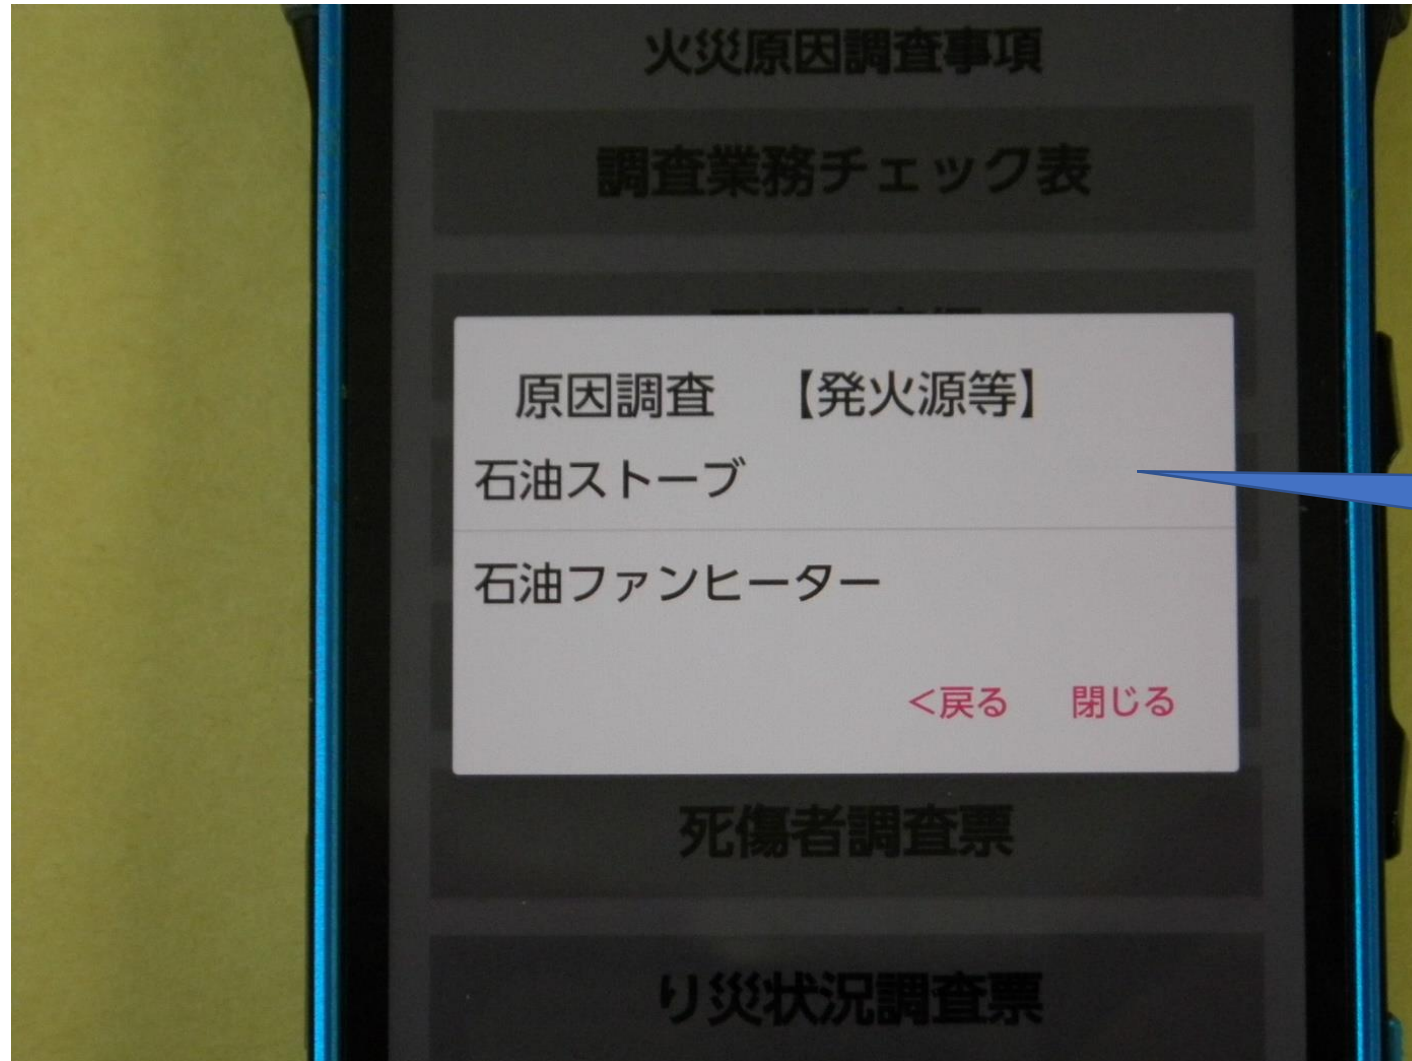 火災原因調査事項
調査業務チェック表
原因調査　【発火源等】
石油ストーブ
石油ファンヒーター
<戻る　閉じる
死傷者調査票
り災状況調査票